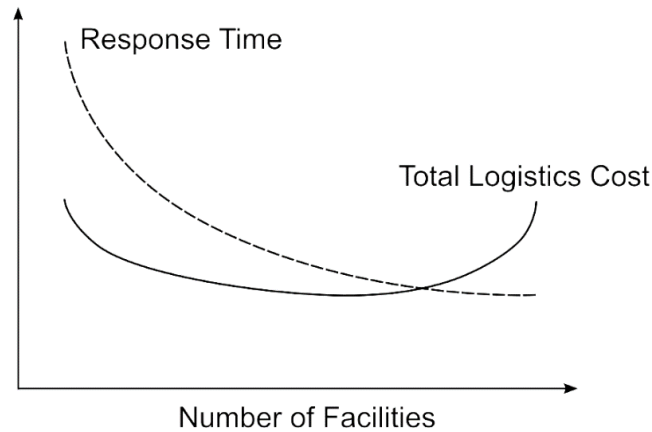 Response Time
Total Logistics Cost
Number of Facilities